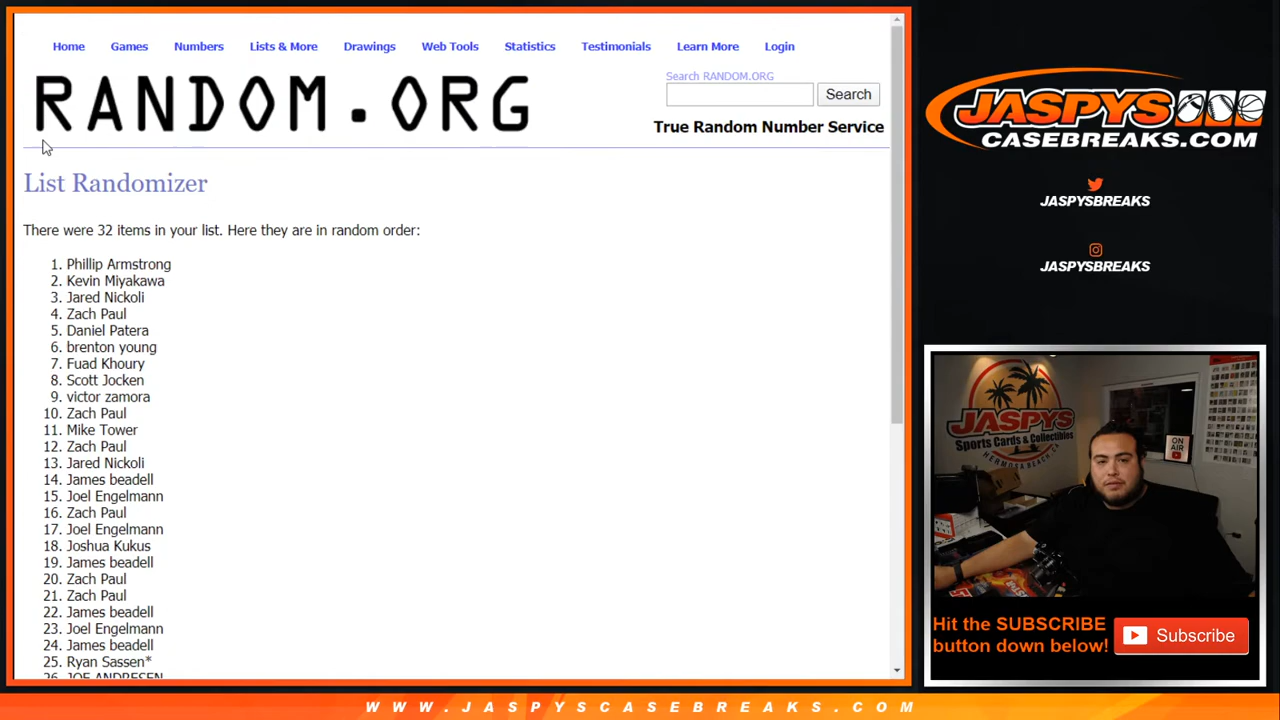 Home Games Numbers Lists & More Drawings Web Tools Statistics Testimonials Learn More Login
RANDOM.ORG
Search RANDOM.ORG
Search
True Random Number Service
List Randomizer
There were 32 items in your list. Here they are in random order:
1. Phillip Armstrong
2. Kevin Miyakawa
3. Jared Nickoli
4. Zach Paul
5. Daniel Patera
6. brenton young
7. Fuad Khoury
8. Scott Jocken
9. victor zamora
10. Zach Paul
11. Mike Tower
12. Zach Paul
13. Jared Nickoli
14. James beadell
15. Joel Engelmann
16. Zach Paul
17. Joel Engelmann
18. Joshua Kukus
19. James beadell
20. Zach Paul
21. Zach Paul
22. James beadell
23. Joel Engelmann
24. James beadell
25. Ryan Sassen*
26. JOE ANDRESEN
JASPYS
CASEBREAKS.COM
JASPYSBREAKS
JASPYSBREAKS
JASPYS
Sports Cards & Collectibles
HERMOSA BEACH, CA
ON
AIR
Hit the SUBSCRIBE
button down below!
Subscribe
WWW.JASPYSCASEBREAKS.COM